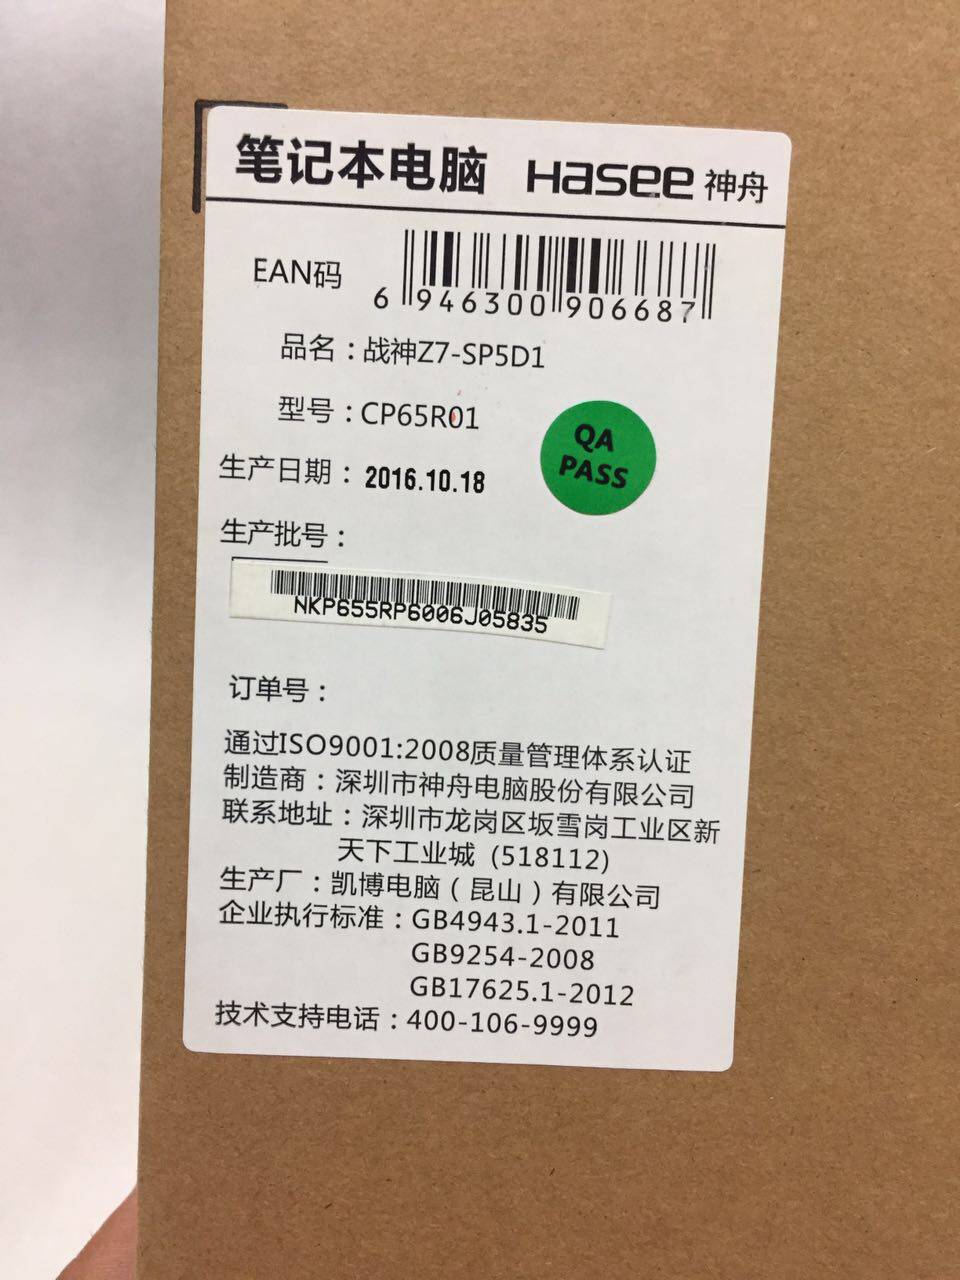 笔记本电脑 Hasee 神舟
EAN码
6 946300 906687
品名：战神Z7-SP5D1
型号：CP65R01
QA
PASS
生产日期：2016.10.18
生产批号：
NKP655RP6006J05835
订单号：
通过ISO9001:2008质量管理体系认证
制造商：深圳市神舟电脑股份有限公司
联系地址：深圳市龙岗区坂雪岗工业区新
天下工业城 (518112)
生产厂：凯博电脑（昆山）有限公司
企业执行标准：GB4943.1-2011
GB9254-2008
GB17625.1-2012
技术支持电话：400-106-9999